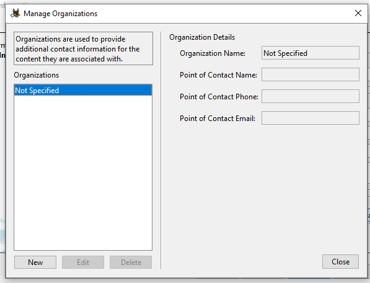 Manage Organizations
Organizations are used to provide
additional contact information for the
content they are associated with.
Organizations
Not Specified
New
Edit
Delete
Organization Details
Organization Name:
Not Specified
Point of Contact Name:
Point of Contact Phone:
Point of Contact Email:
Close